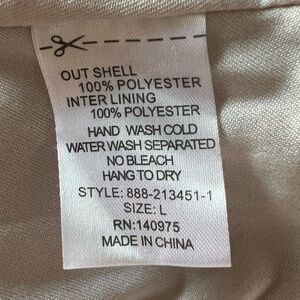 OUT SHELL
100% POLYESTER
INTER LINING
100% POLYESTER
HAND WASH COLD
WATER WASH SEPARATED
NO BLEACH
HANG TO DRY
STYLE: 888-213451-1
SIZE: L
RN:140975
MADE IN CHINA